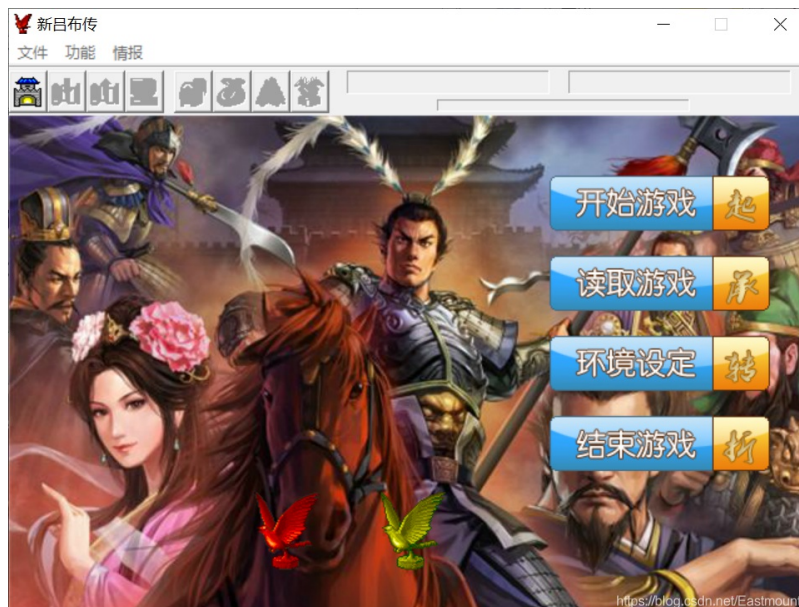 新吕布传
文件 功能 情报
开始游戏 起
读取游戏 承
环境设定 转
结束游戏 折
https://blog.csdn.net/Eastmount